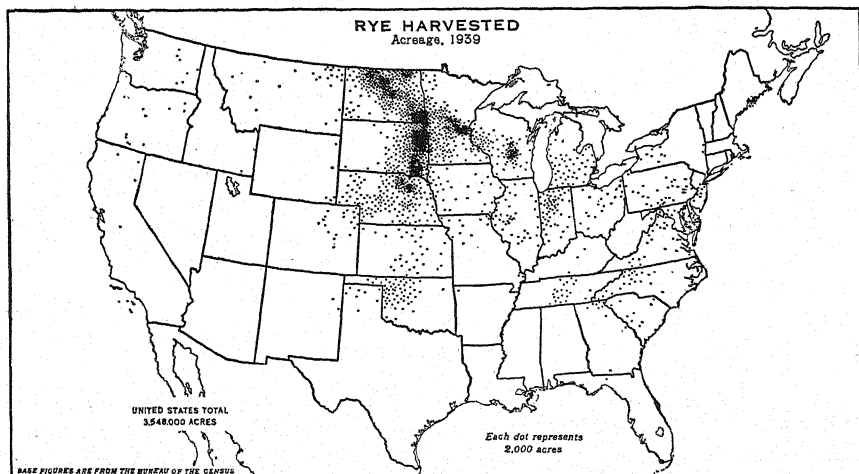 RYE HARVESTED
Acreage, 1939
UNITED STATES TOTAL
3,548,000 ACRES
Each dot represents
2,000 acres
BASE FIGURES ARE FROM THE BUREAU OF THE CENSUS